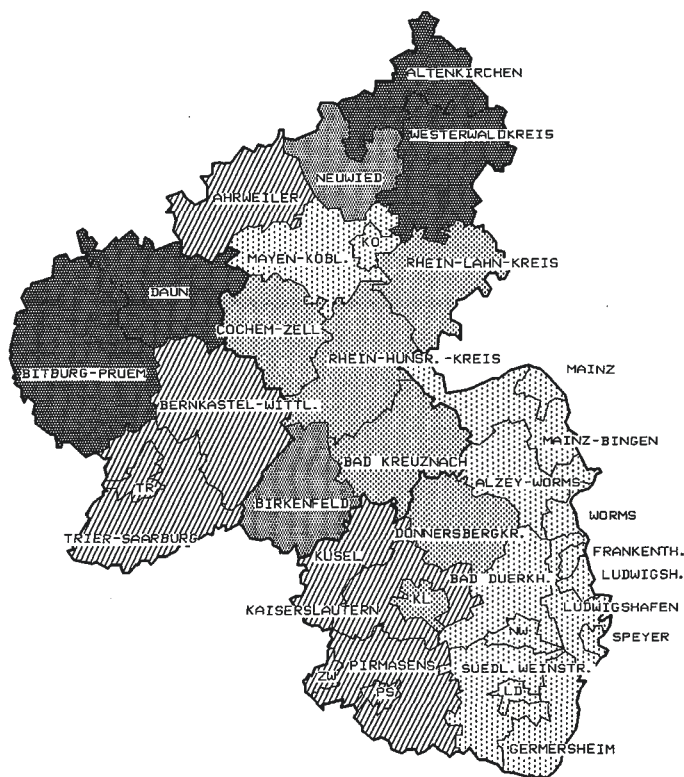 ALTENKIRCHEN
WESTERWALDKREIS
NEUWIED
AHRWEILER
KO
MAYEN-KOBL.
RHEIN-LAHN-KREIS
DAUN
COCHEM-ZELL
RHEIN-HUNSR.-KREIS
MAINZ
BITBURG-PRUEM
BERNKASTEL-WITTL.
MAINZ-BINGEN
BAD KREUZNACH
ALZEY-WORMS
TR
BIRKENFELD
WORMS
TRIER-SAARBURG
DONNERSBERGKR.
KUSEL
FRANKENTH.
BAD DUERKH.
LUDWIGSH.
KL
KAISERSLAUTERN
LUDWIGSHAFEN
NW
SPEYER
PIRMASENS
SUEDL.WEINSTR.
ZW
PS
LD
GERMERSHEIM